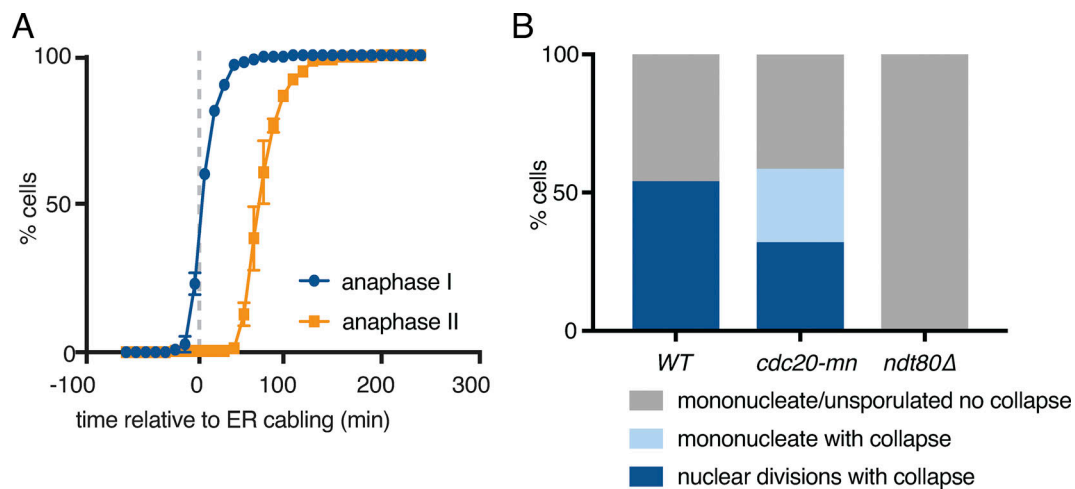 A
100
50
0
% cells
-100 0 100 200 300
time relative to ER cabling (min)
anaphase I
anaphase II
B
100
50
0
% cells
WT cdc20-mn ndt80Δ
mononucleate/unsporulated no collapse
mononucleate with collapse
nuclear divisions with collapse